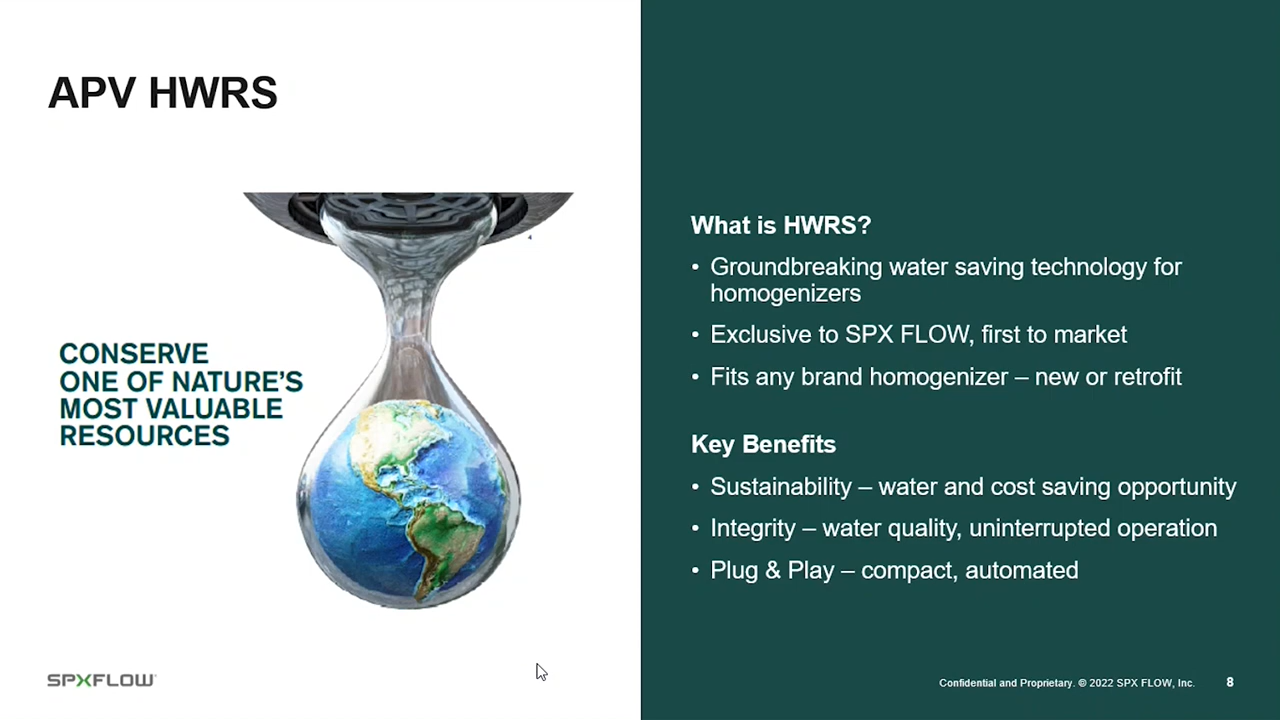 APV HWRS
CONSERVE
ONE OF NATURE'S
MOST VALUABLE
RESOURCES
What is HWRS?
• Groundbreaking water saving technology for
homogenizers
• Exclusive to SPX FLOW, first to market
• Fits any brand homogenizer – new or retrofit
Key Benefits
• Sustainability – water and cost saving opportunity
• Integrity – water quality, uninterrupted operation
• Plug & Play – compact, automated
SPXFLOW
Confidential and Proprietary. © 2022 SPX FLOW, Inc. 8